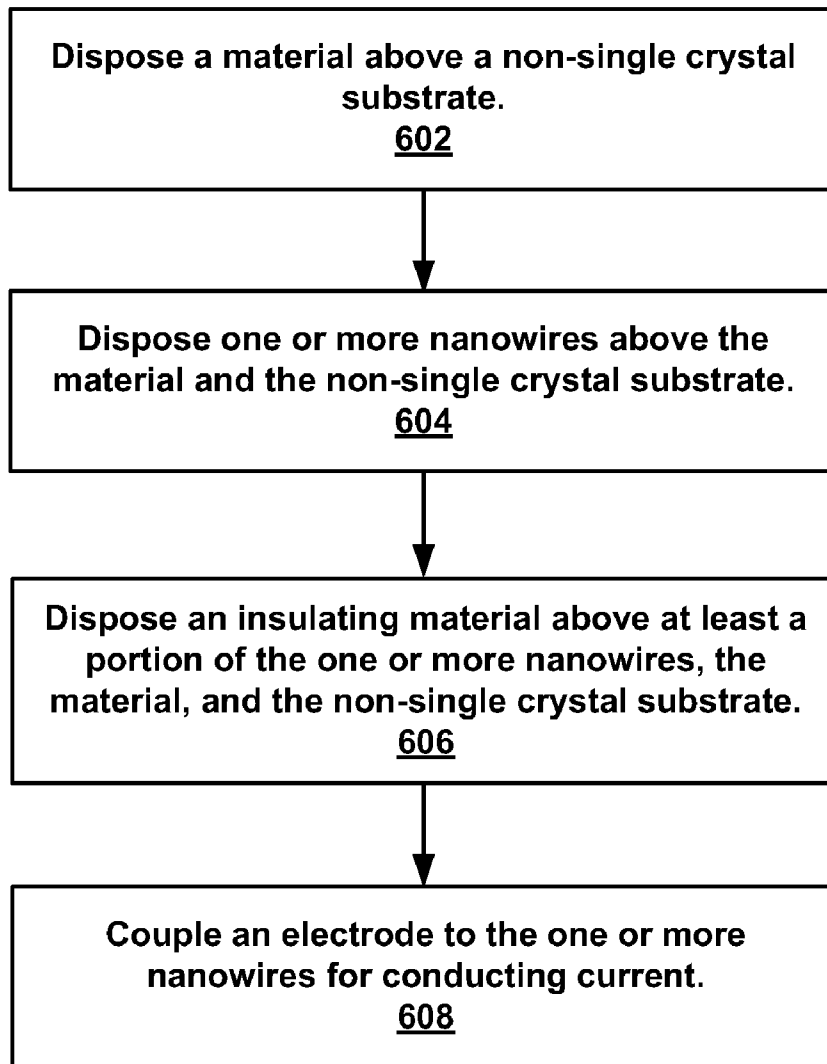 Dispose a material above a non-single crystal
substrate.
602
Dispose one or more nanowires above the
material and the non-single crystal substrate.
604
Dispose an insulating material above at least a
portion of the one or more nanowires, the
material, and the non-single crystal substrate.
606
Couple an electrode to the one or more
nanowires for conducting current.
608